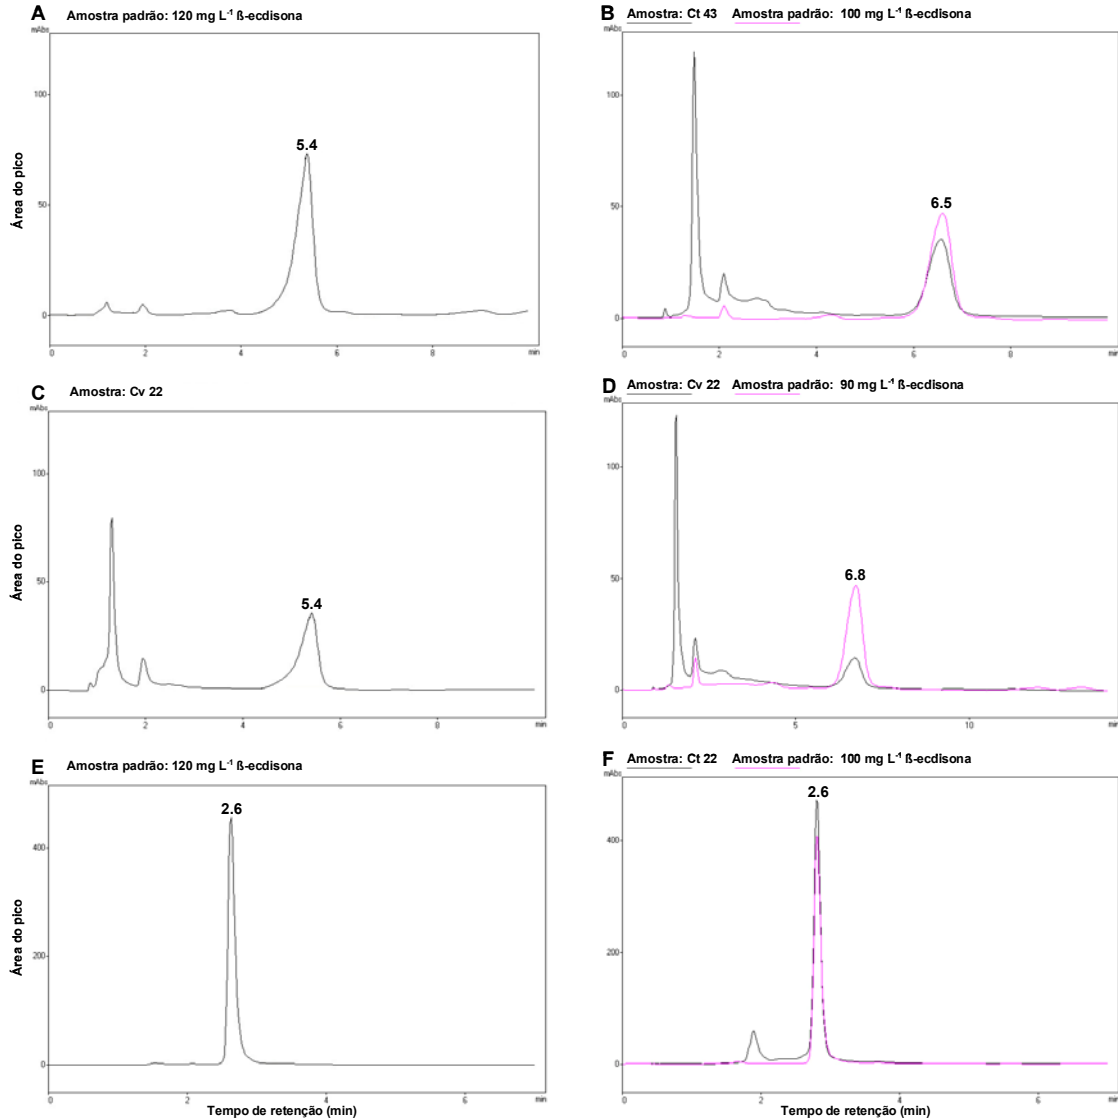 A Amostra padrão: 120 mg L⁻¹ ß-ecdisona
mAbs
100
50
0
Área do pico
5.4
0 2 4 6 8 min
B Amostra: Ct 43 Amostra padrão: 100 mg L⁻¹ ß-ecdisona
mAbs
100
50
0
6.5
0 2 4 6 8 min
C Amostra: Cv 22
mAbs
100
50
0
Área do pico
5.4
0 2 4 6 8 min
D Amostra: Cv 22 Amostra padrão: 90 mg L⁻¹ ß-ecdisona
mAbs
100
50
0
6.8
0 5 10 min
E Amostra padrão: 120 mg L⁻¹ ß-ecdisona
mAbs
400
200
0
Área do pico
2.6
0 2 4 6 min
Tempo de retenção (min)
F Amostra: Ct 22 Amostra padrão: 100 mg L⁻¹ ß-ecdisona
mAbs
400
200
0
2.6
0 2 4 6 min
Tempo de retenção (min)